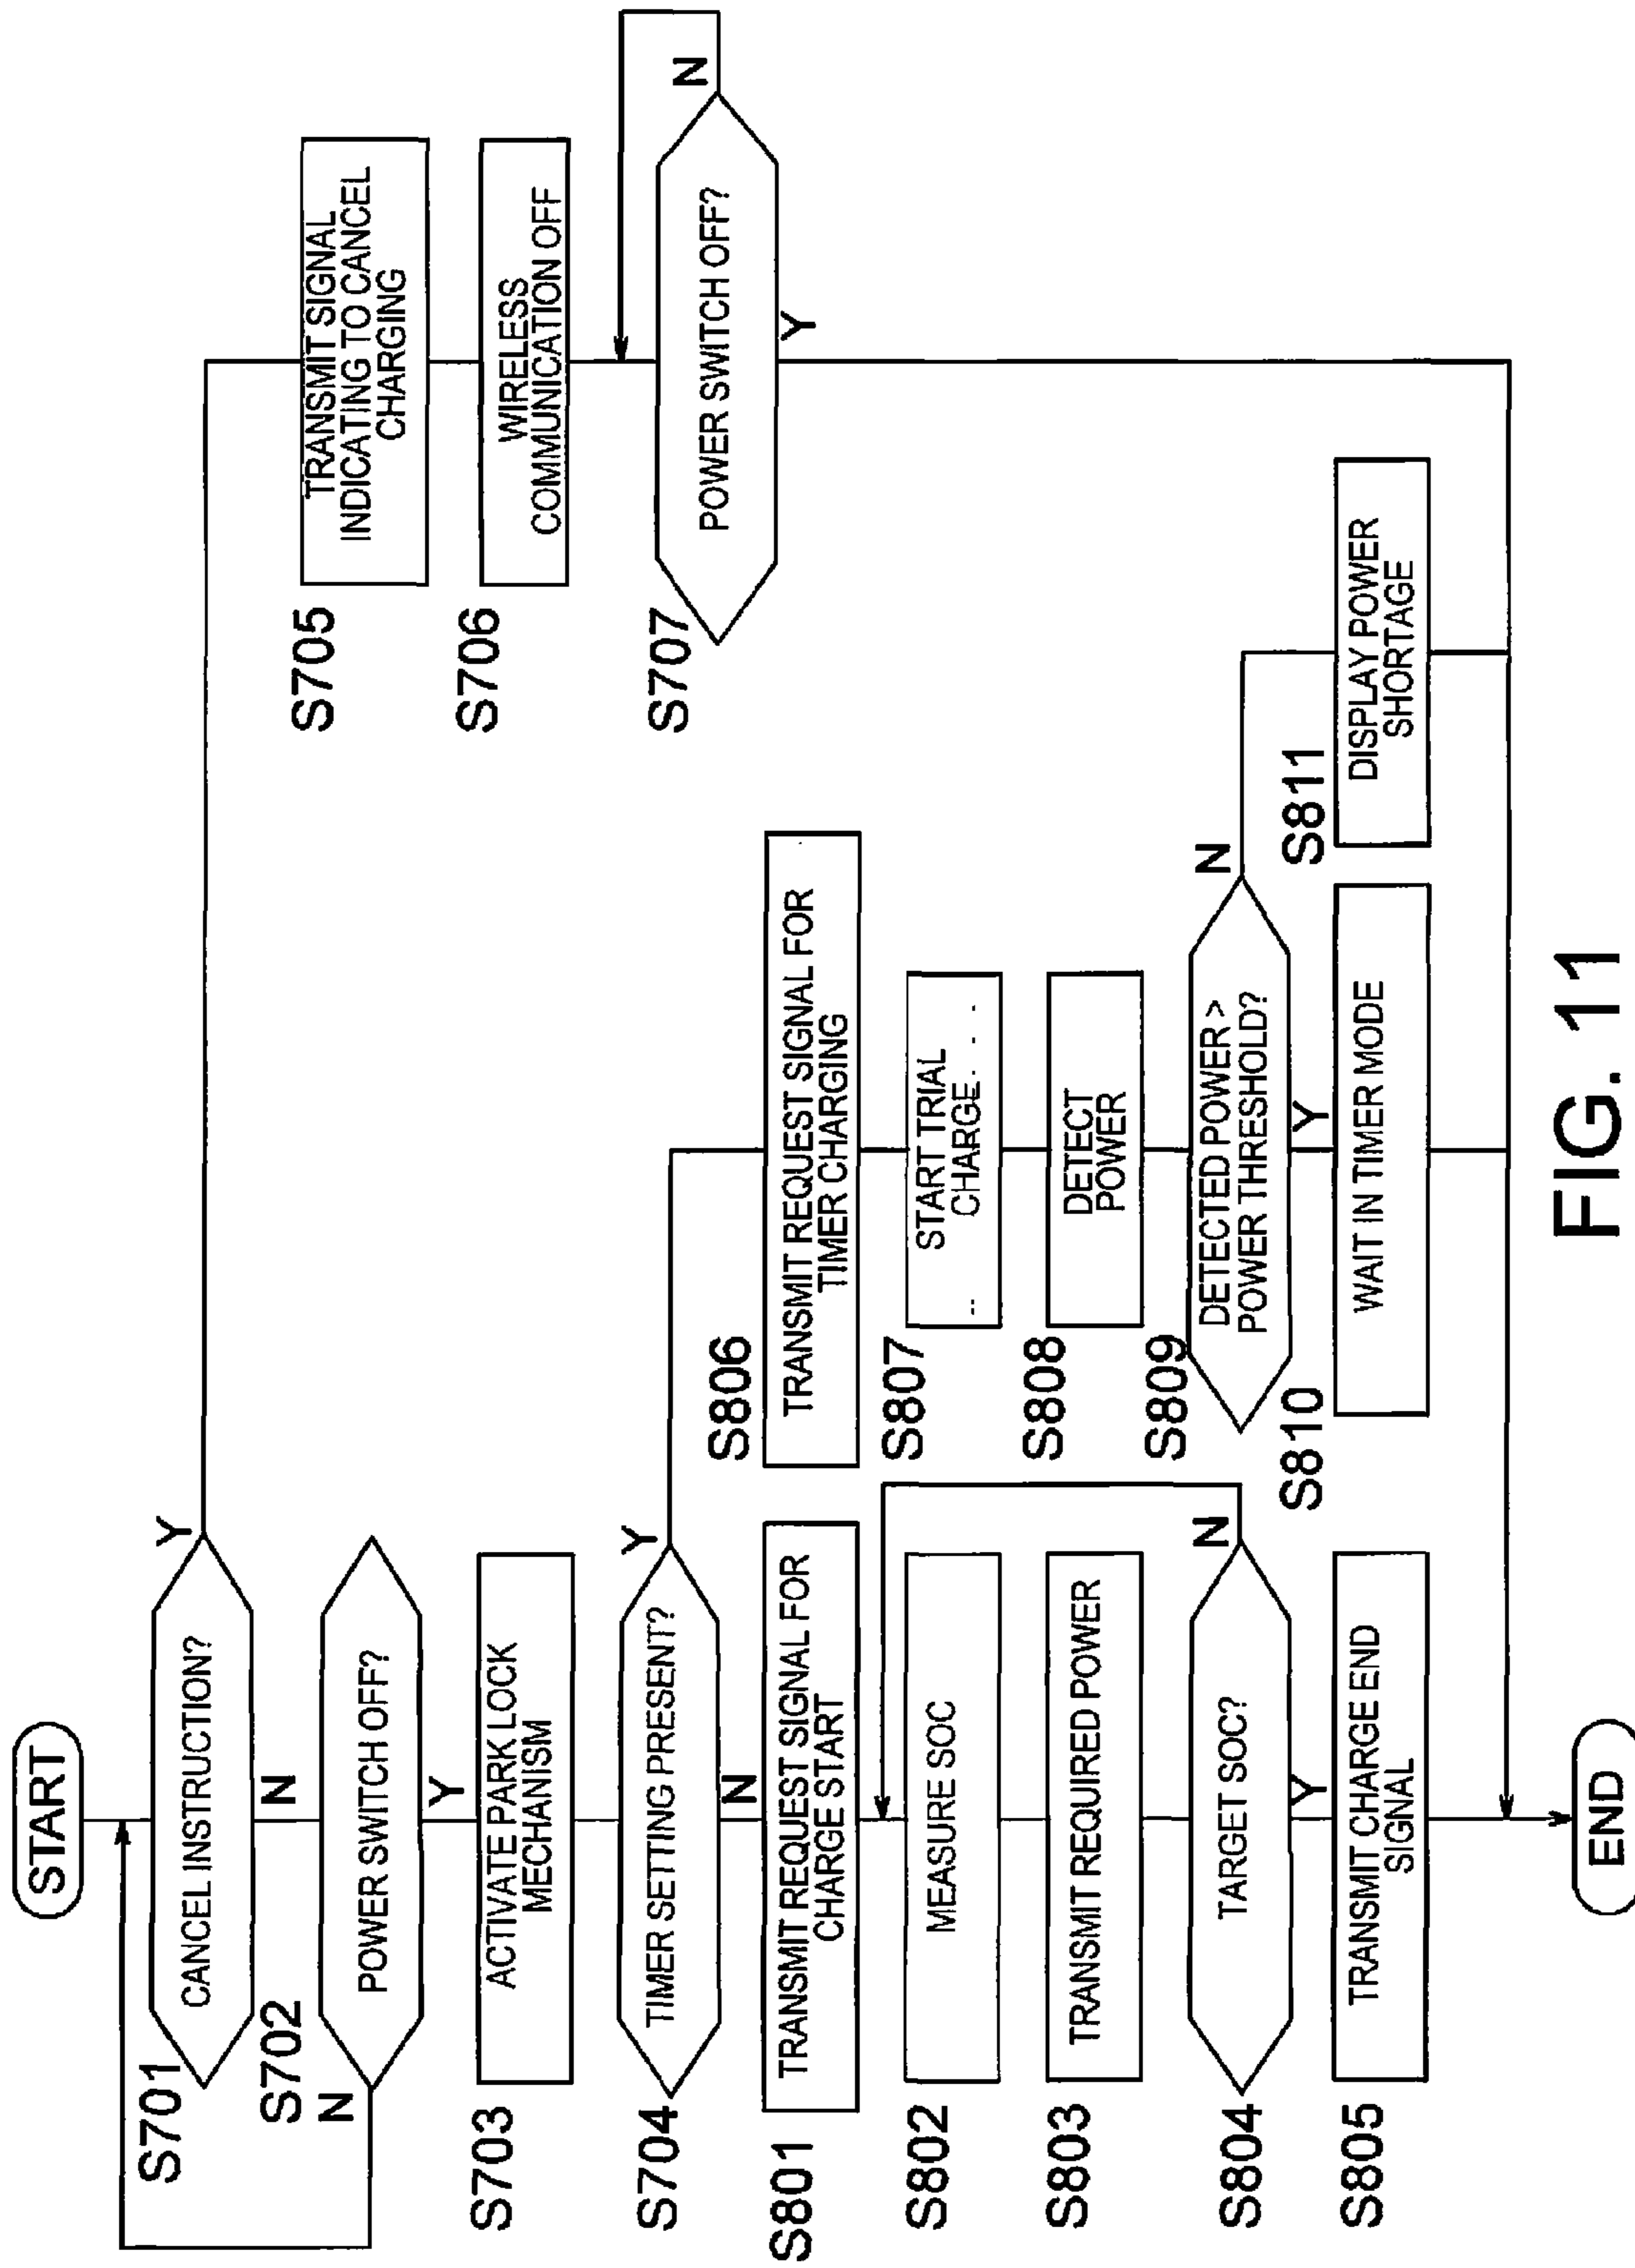 START
S701
CANCEL INSTRUCTION?
Y
N
S702
POWER SWITCH OFF?
N
Y
S703
ACTIVATE PARK LOCK
MECHANISM
S704
TIMER SETTING PRESENT?
Y
N
S801
TRANSMIT REQUEST SIGNAL FOR
CHARGE START
S802
MEASURE SOC
S803
TRANSMIT REQUIRED POWER
S804
TARGET SOC?
N
Y
S805
TRANSMIT CHARGE END
SIGNAL
END
S806
TRANSMIT REQUEST SIGNAL FOR
TIMER CHARGING
S807
START TRIAL
CHARGE
S808
DETECT
POWER
S809
DETECTED POWER >
POWER THRESHOLD?
N
Y
S810
WAIT IN TIMER MODE
S811
DISPLAY POWER
SHORTAGE
S705
TRANSMIT SIGNAL
INDICATING TO CANCEL
CHARGING
S706
WIRELESS
COMMUNICATION OFF
S707
POWER SWITCH OFF?
N
Y
FIG. 11